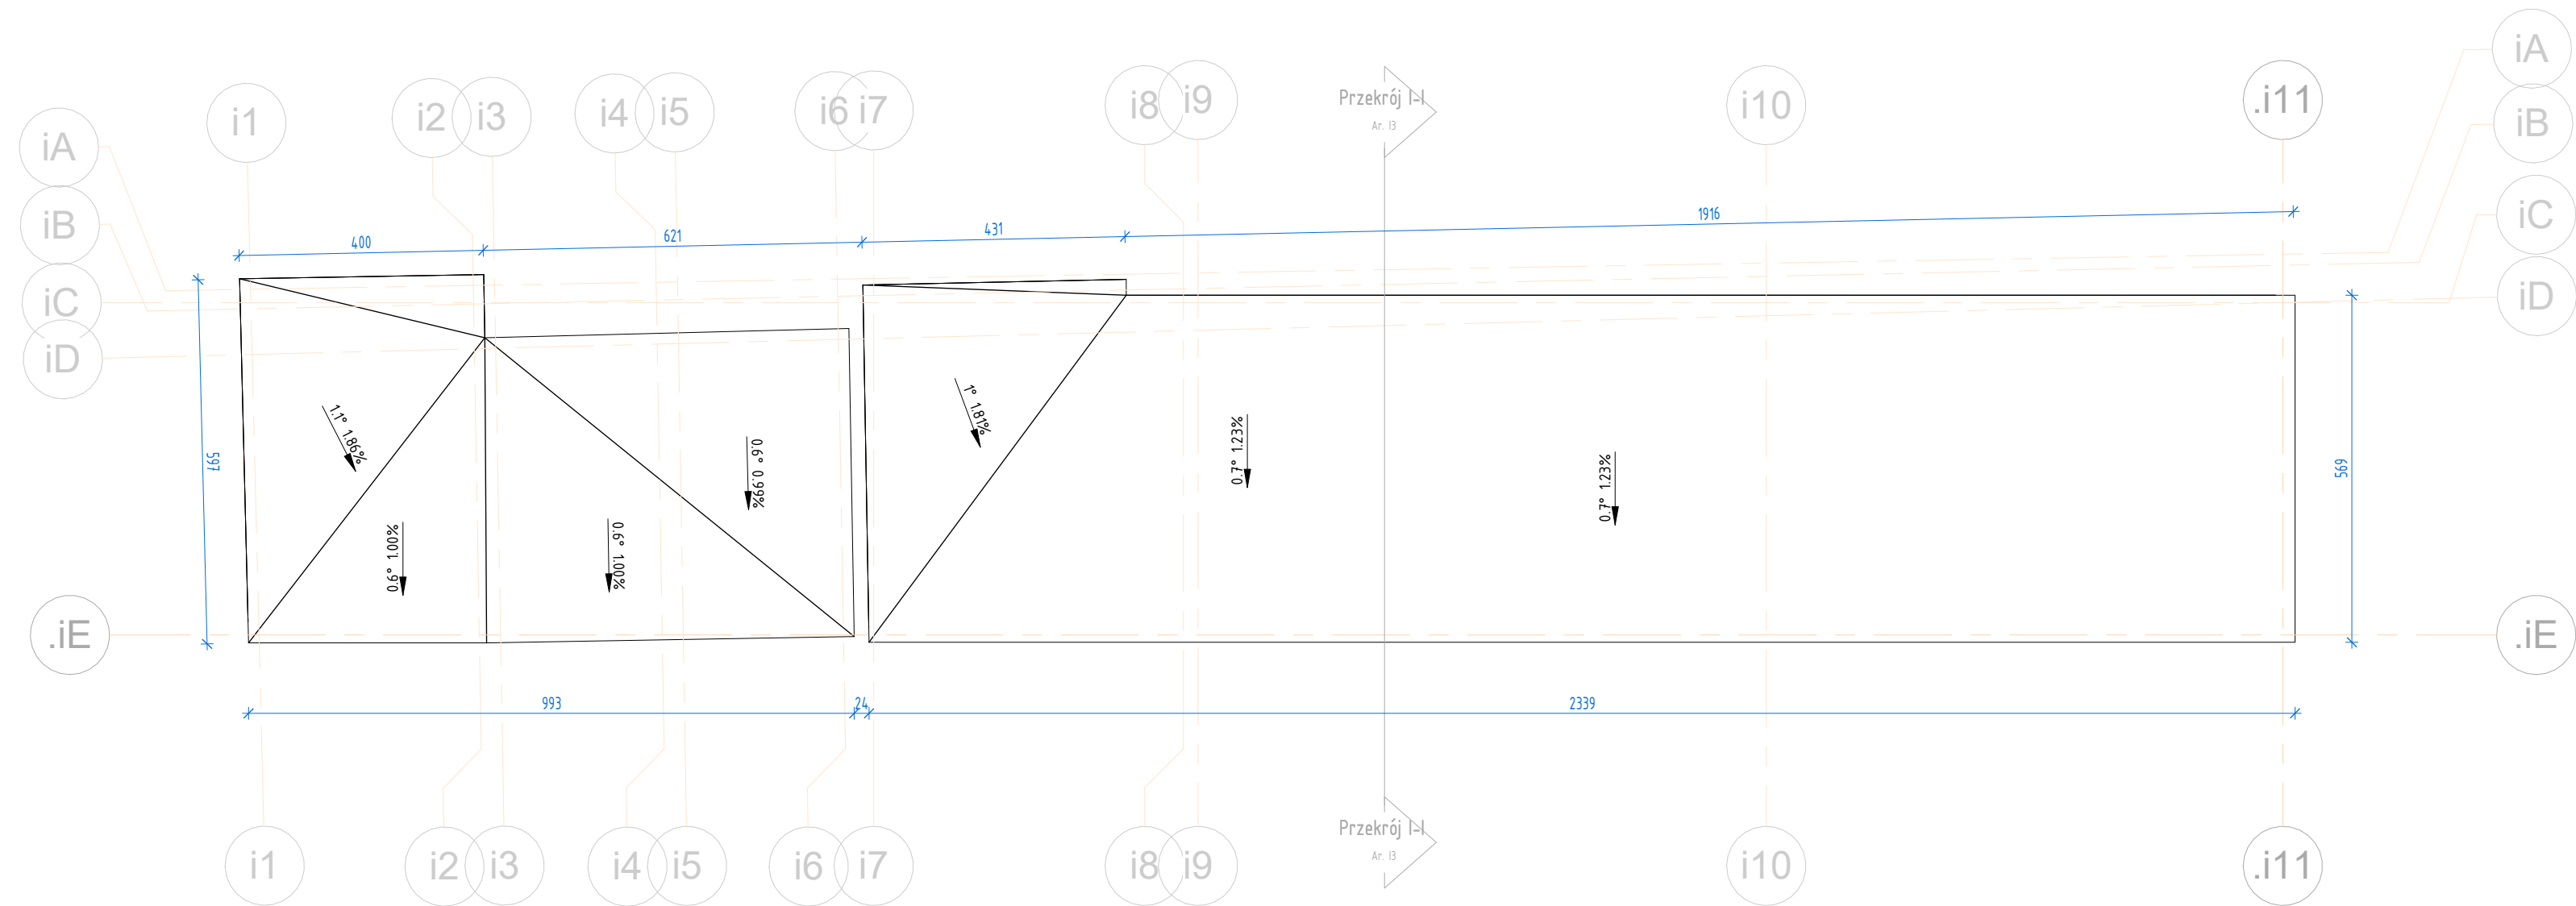 iA
.i11
i9
i10
i8
Przekrój I-I
i7
i6
i5
i4
i3
i2
i1
iB
Ar. 13
iA
1916
iC
iB
431
621
400
iC
iD
iD
1° 1.81%
1.1° 1.86%
0.7° 1.23%
597
0.6° 0.99%
569
0.7° 1.23%
0.6° 1.00%
0.6° 1.00%
.iE
.iE
993
24
2339
Przekrój I-I
Ar. 13
i1
i2
i3
i4
i5
i6
i7
i8
i9
i10
.i11